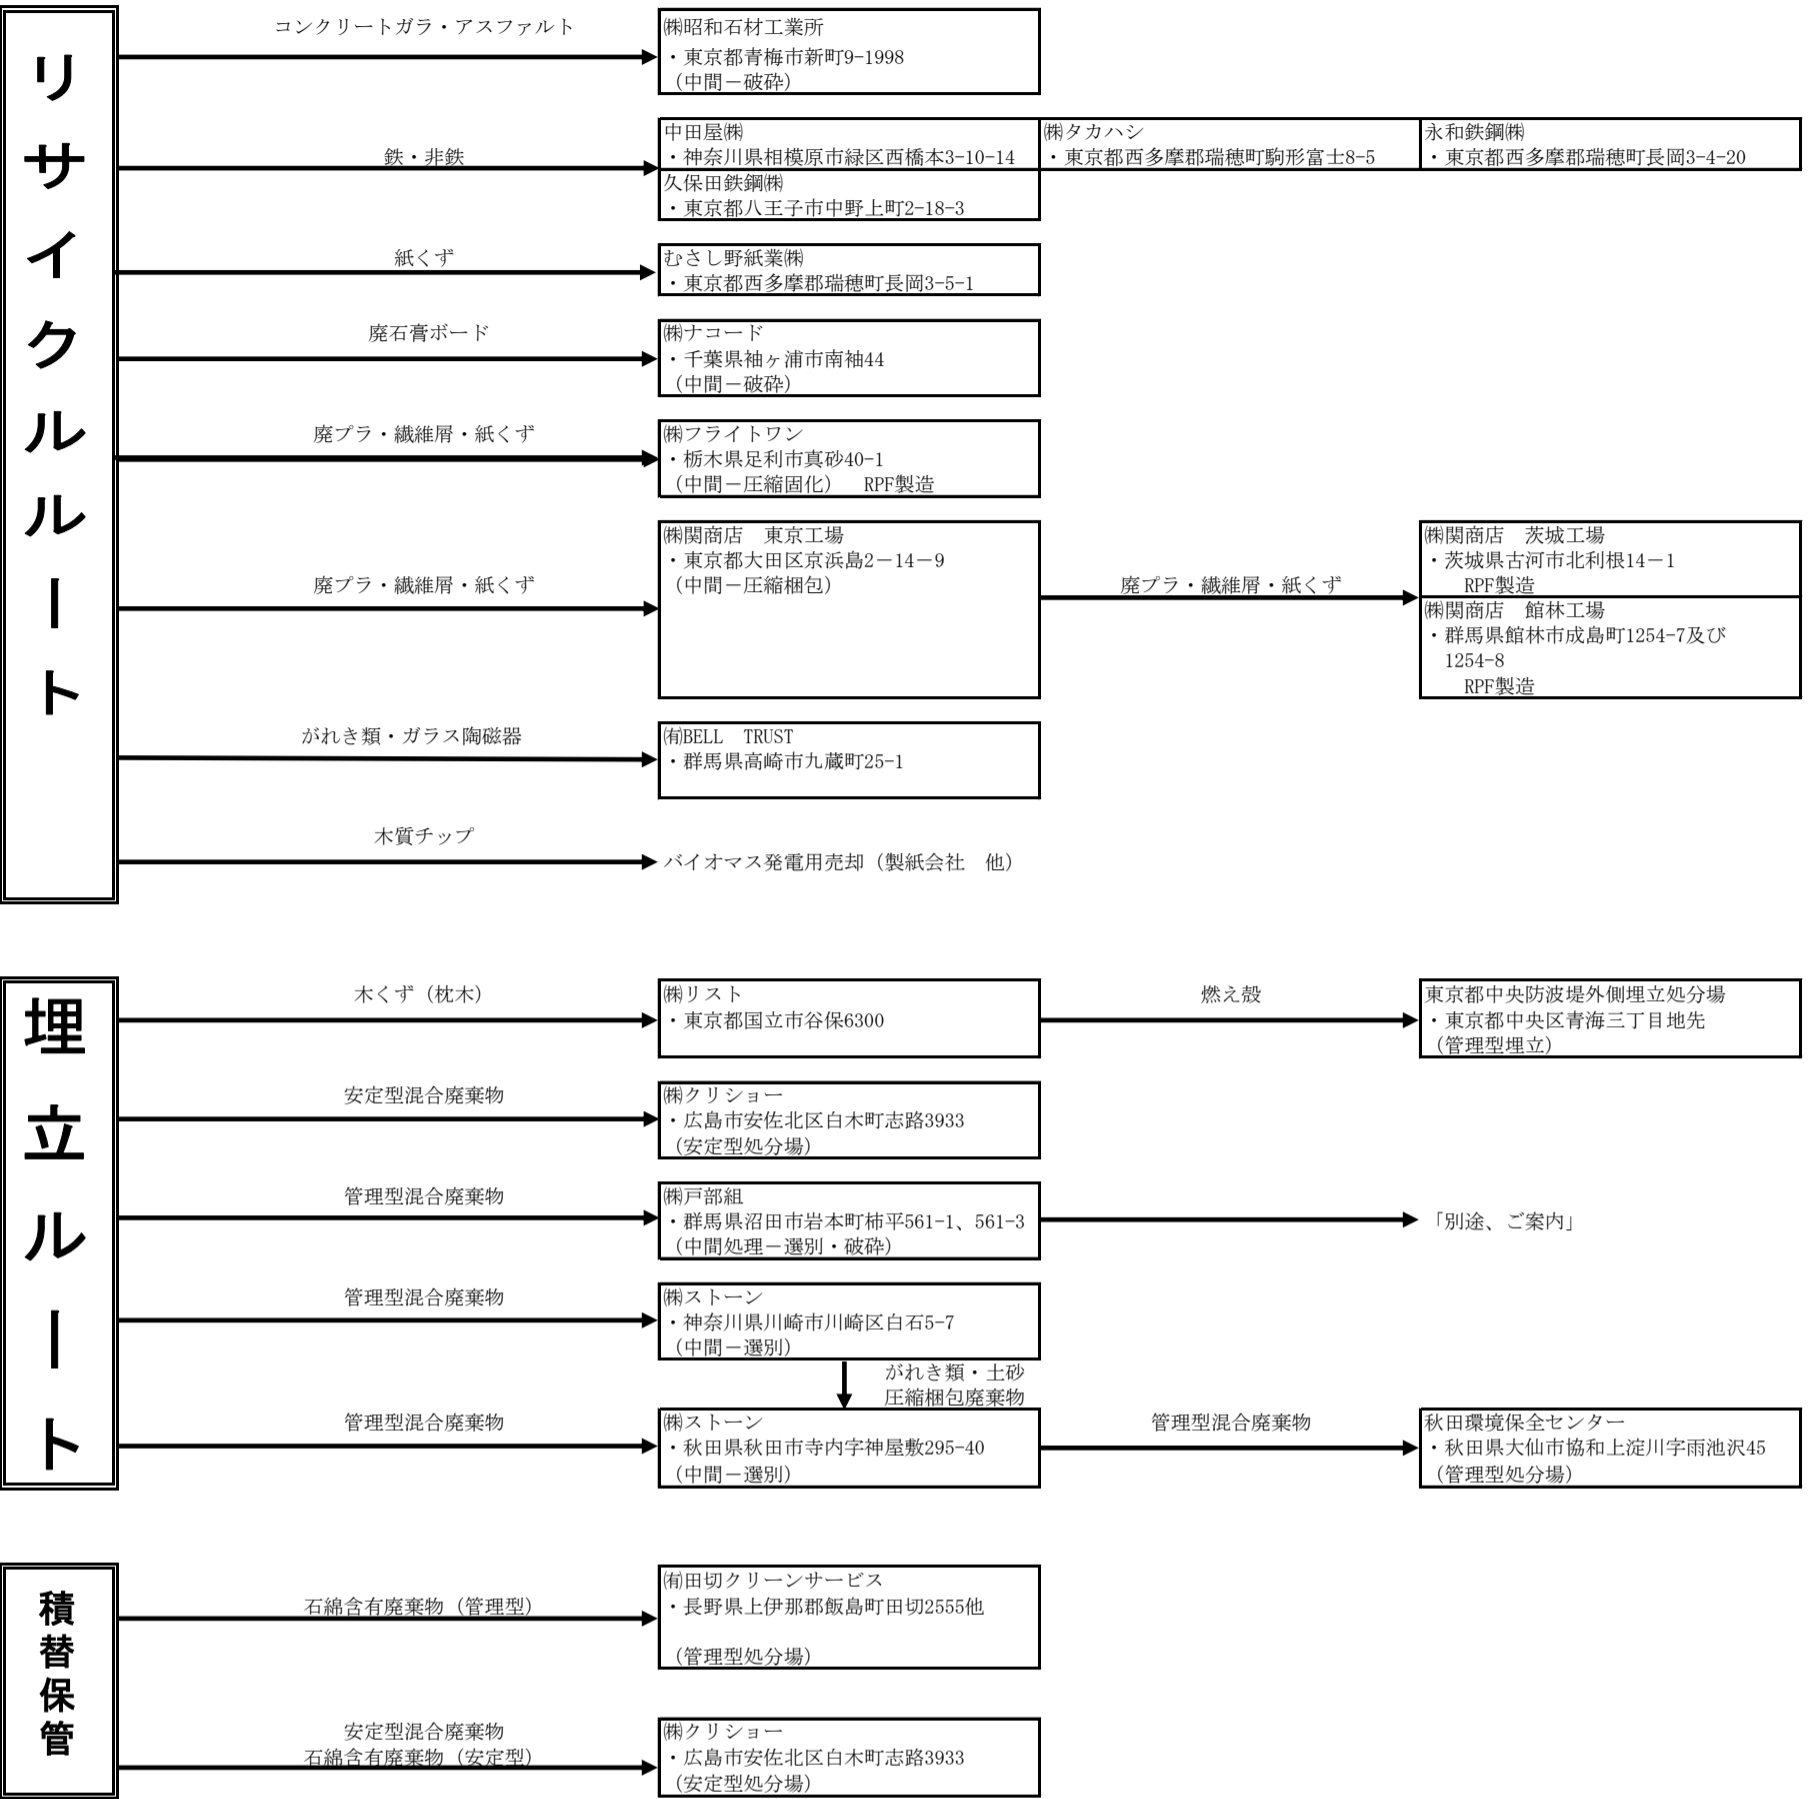 リサイクルルート
コンクリートガラ・アスファルト
㈱昭和石材工業所
・東京都青梅市新町9-1998
（中間－破砕）
鉄・非鉄
中田屋㈱
・神奈川県相模原市緑区西橋本3-10-14
㈱タカハシ
・東京都西多摩郡瑞穂町駒形富士8-5
永和鉄鋼㈱
・東京都西多摩郡瑞穂町長岡3-4-20
久保田鉄鋼㈱
・東京都八王子市中野上町2-18-3
紙くず
むさし野紙業㈱
・東京都西多摩郡瑞穂町長岡3-5-1
廃石膏ボード
㈱ナコード
・千葉県袖ヶ浦市南袖44
（中間－破砕）
廃プラ・繊維屑・紙くず
㈱フライトワン
・栃木県足利市真砂40-1
（中間－圧縮固化）　RPF製造
廃プラ・繊維屑・紙くず
㈱関商店　東京工場
・東京都大田区京浜島2－14－9
（中間－圧縮梱包）
廃プラ・繊維屑・紙くず
㈱関商店　茨城工場
・茨城県古河市北利根14－1
RPF製造
㈱関商店　館林工場
・群馬県館林市成島町1254-7及び
1254-8
RPF製造
がれき類・ガラス陶磁器
㈲BELL　TRUST
・群馬県高崎市九蔵町25-1
木質チップ
バイオマス発電用売却（製紙会社　他）
埋立ルート
木くず（枕木）
㈱リスト
・東京都国立市谷保6300
燃え殻
東京都中央防波堤外側埋立処分場
・東京都中央区青海三丁目地先
（管理型埋立）
安定型混合廃棄物
㈱クリショー
・広島市安佐北区白木町志路3933
（安定型処分場）
管理型混合廃棄物
㈱戸部組
・群馬県沼田市岩本町柿平561-1、561-3
（中間処理－選別・破砕）
「別途、ご案内」
管理型混合廃棄物
㈱ストーン
・神奈川県川崎市川崎区白石5-7
（中間－選別）
がれき類・土砂
圧縮梱包廃棄物
管理型混合廃棄物
㈱ストーン
・秋田県秋田市寺内字神屋敷295-40
（中間－選別）
管理型混合廃棄物
秋田環境保全センター
・秋田県大仙市協和上淀川字雨池沢45
（管理型処分場）
積替保管
石綿含有廃棄物（管理型）
㈲田切クリーンサービス
・長野県上伊那郡飯島町田切2555他
（管理型処分場）
安定型混合廃棄物
石綿含有廃棄物（安定型）
㈱クリショー
・広島市安佐北区白木町志路3933
（安定型処分場）